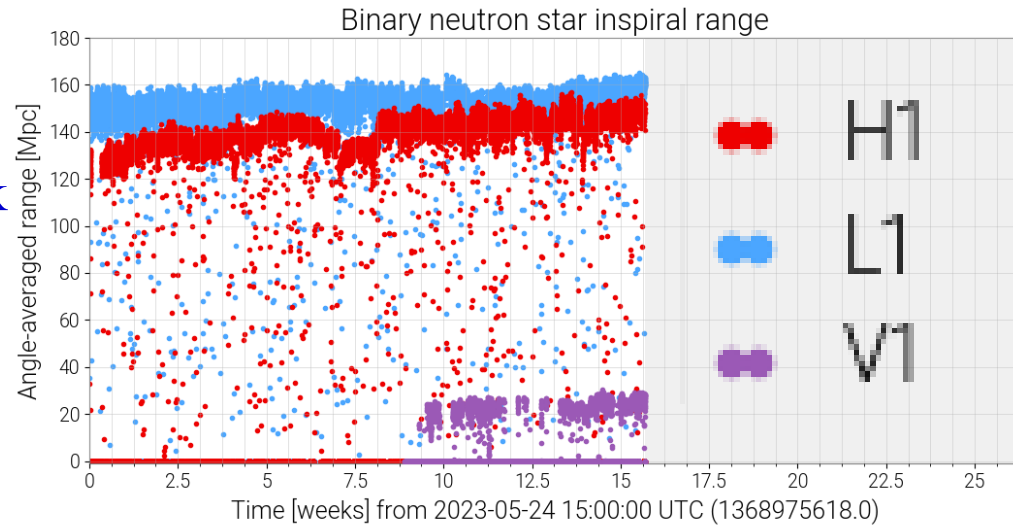 Binary neutron star inspiral range
Angle-averaged range [Mpc]
180
160
140
120
100
80
60
40
20
0
H1
L1
V1
0 2.5 5 7.5 10 12.5 15 17.5 20 22.5 25
Time [weeks] from 2023-05-24 15:00:00 UTC (1368975618.0)